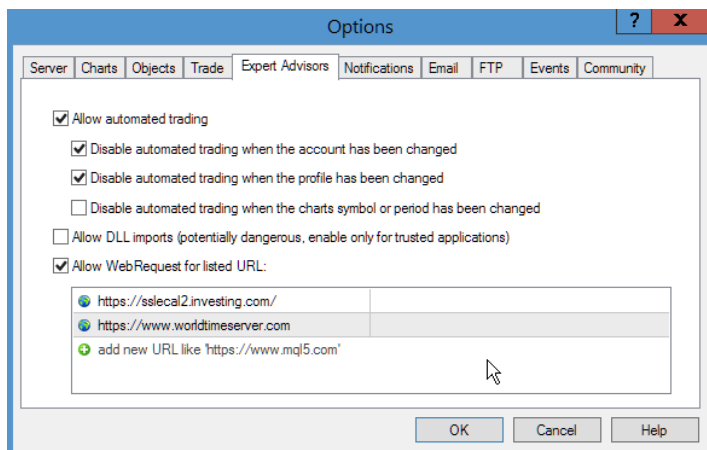 Options
? X
Server Charts Objects Trade Expert Advisors Notifications Email FTP Events Community
Allow automated trading
Disable automated trading when the account has been changed
Disable automated trading when the profile has been changed
Disable automated trading when the charts symbol or period has been changed
Allow DLL imports (potentially dangerous, enable only for trusted applications)
Allow WebRequest for listed URL:
https://sslecal2.investing.com/
https://www.worldtimeserver.com
add new URL like 'https://www.mql5.com'
OK Cancel Help